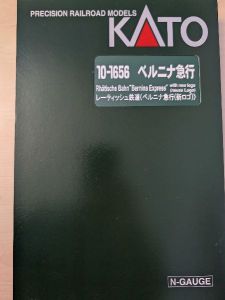 PRECISION RAILROAD MODELS
KATO
10-1656 ベルニナ急行
Rhätische Bahn "Bernina Express" with new logo
(neues Logo)
レーティッシュ鉄道〈ベルニナ急行(新ロゴ)〉
N-GAUGE